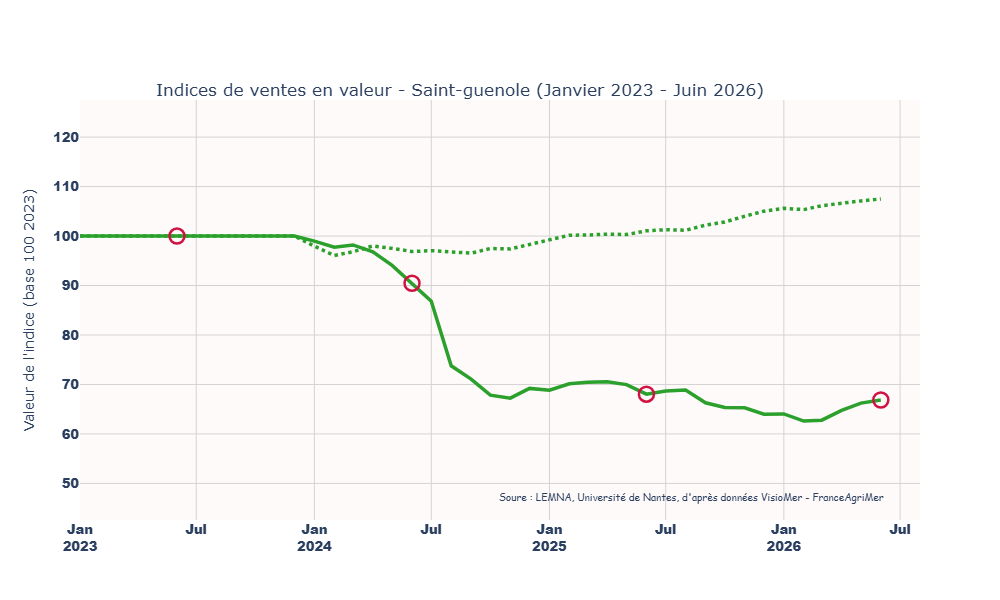 Indices de ventes en valeur - Saint-guenole (Janvier 2023 - Juin 2026)
Valeur de l'indice (base 100 2023)
120
110
100
90
80
70
60
50
Soure : LEMNA, Université de Nantes, d'après données VisioMer - FranceAgriMer
Jan Jul Jan Jul Jan Jul Jan Jul
2023 2024 2025 2026